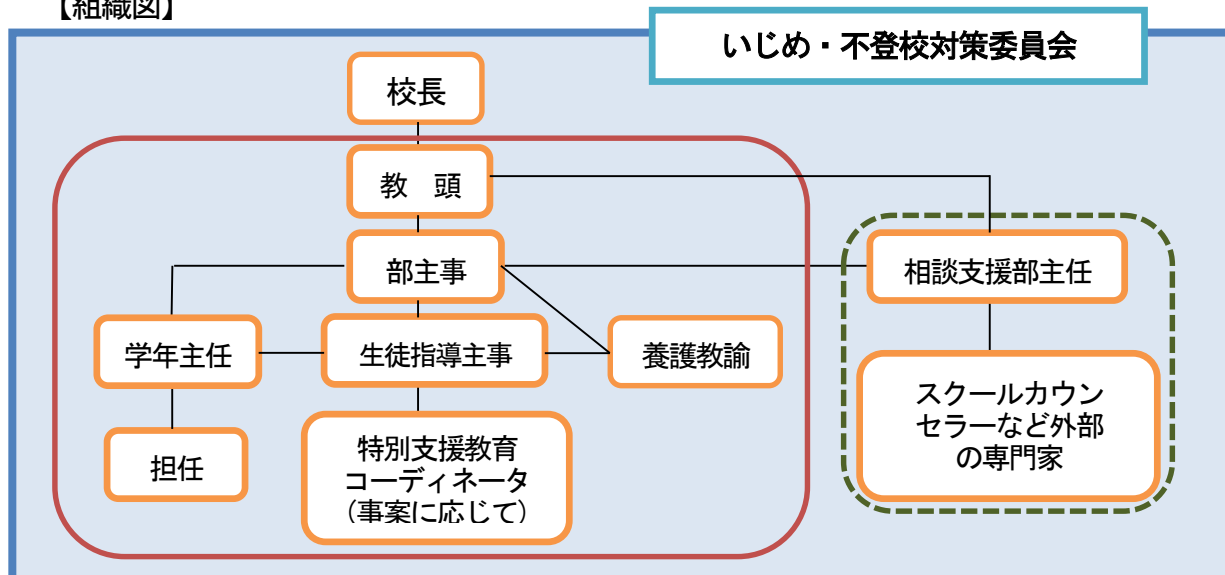 【組織図】
いじめ・不登校対策委員会
校長
教　頭
部主事
相談支援部主任
学年主任
生徒指導主事
養護教諭
担任
特別支援教育
コーディネータ
（事案に応じて）
スクールカウン
セラーなど外部
の専門家